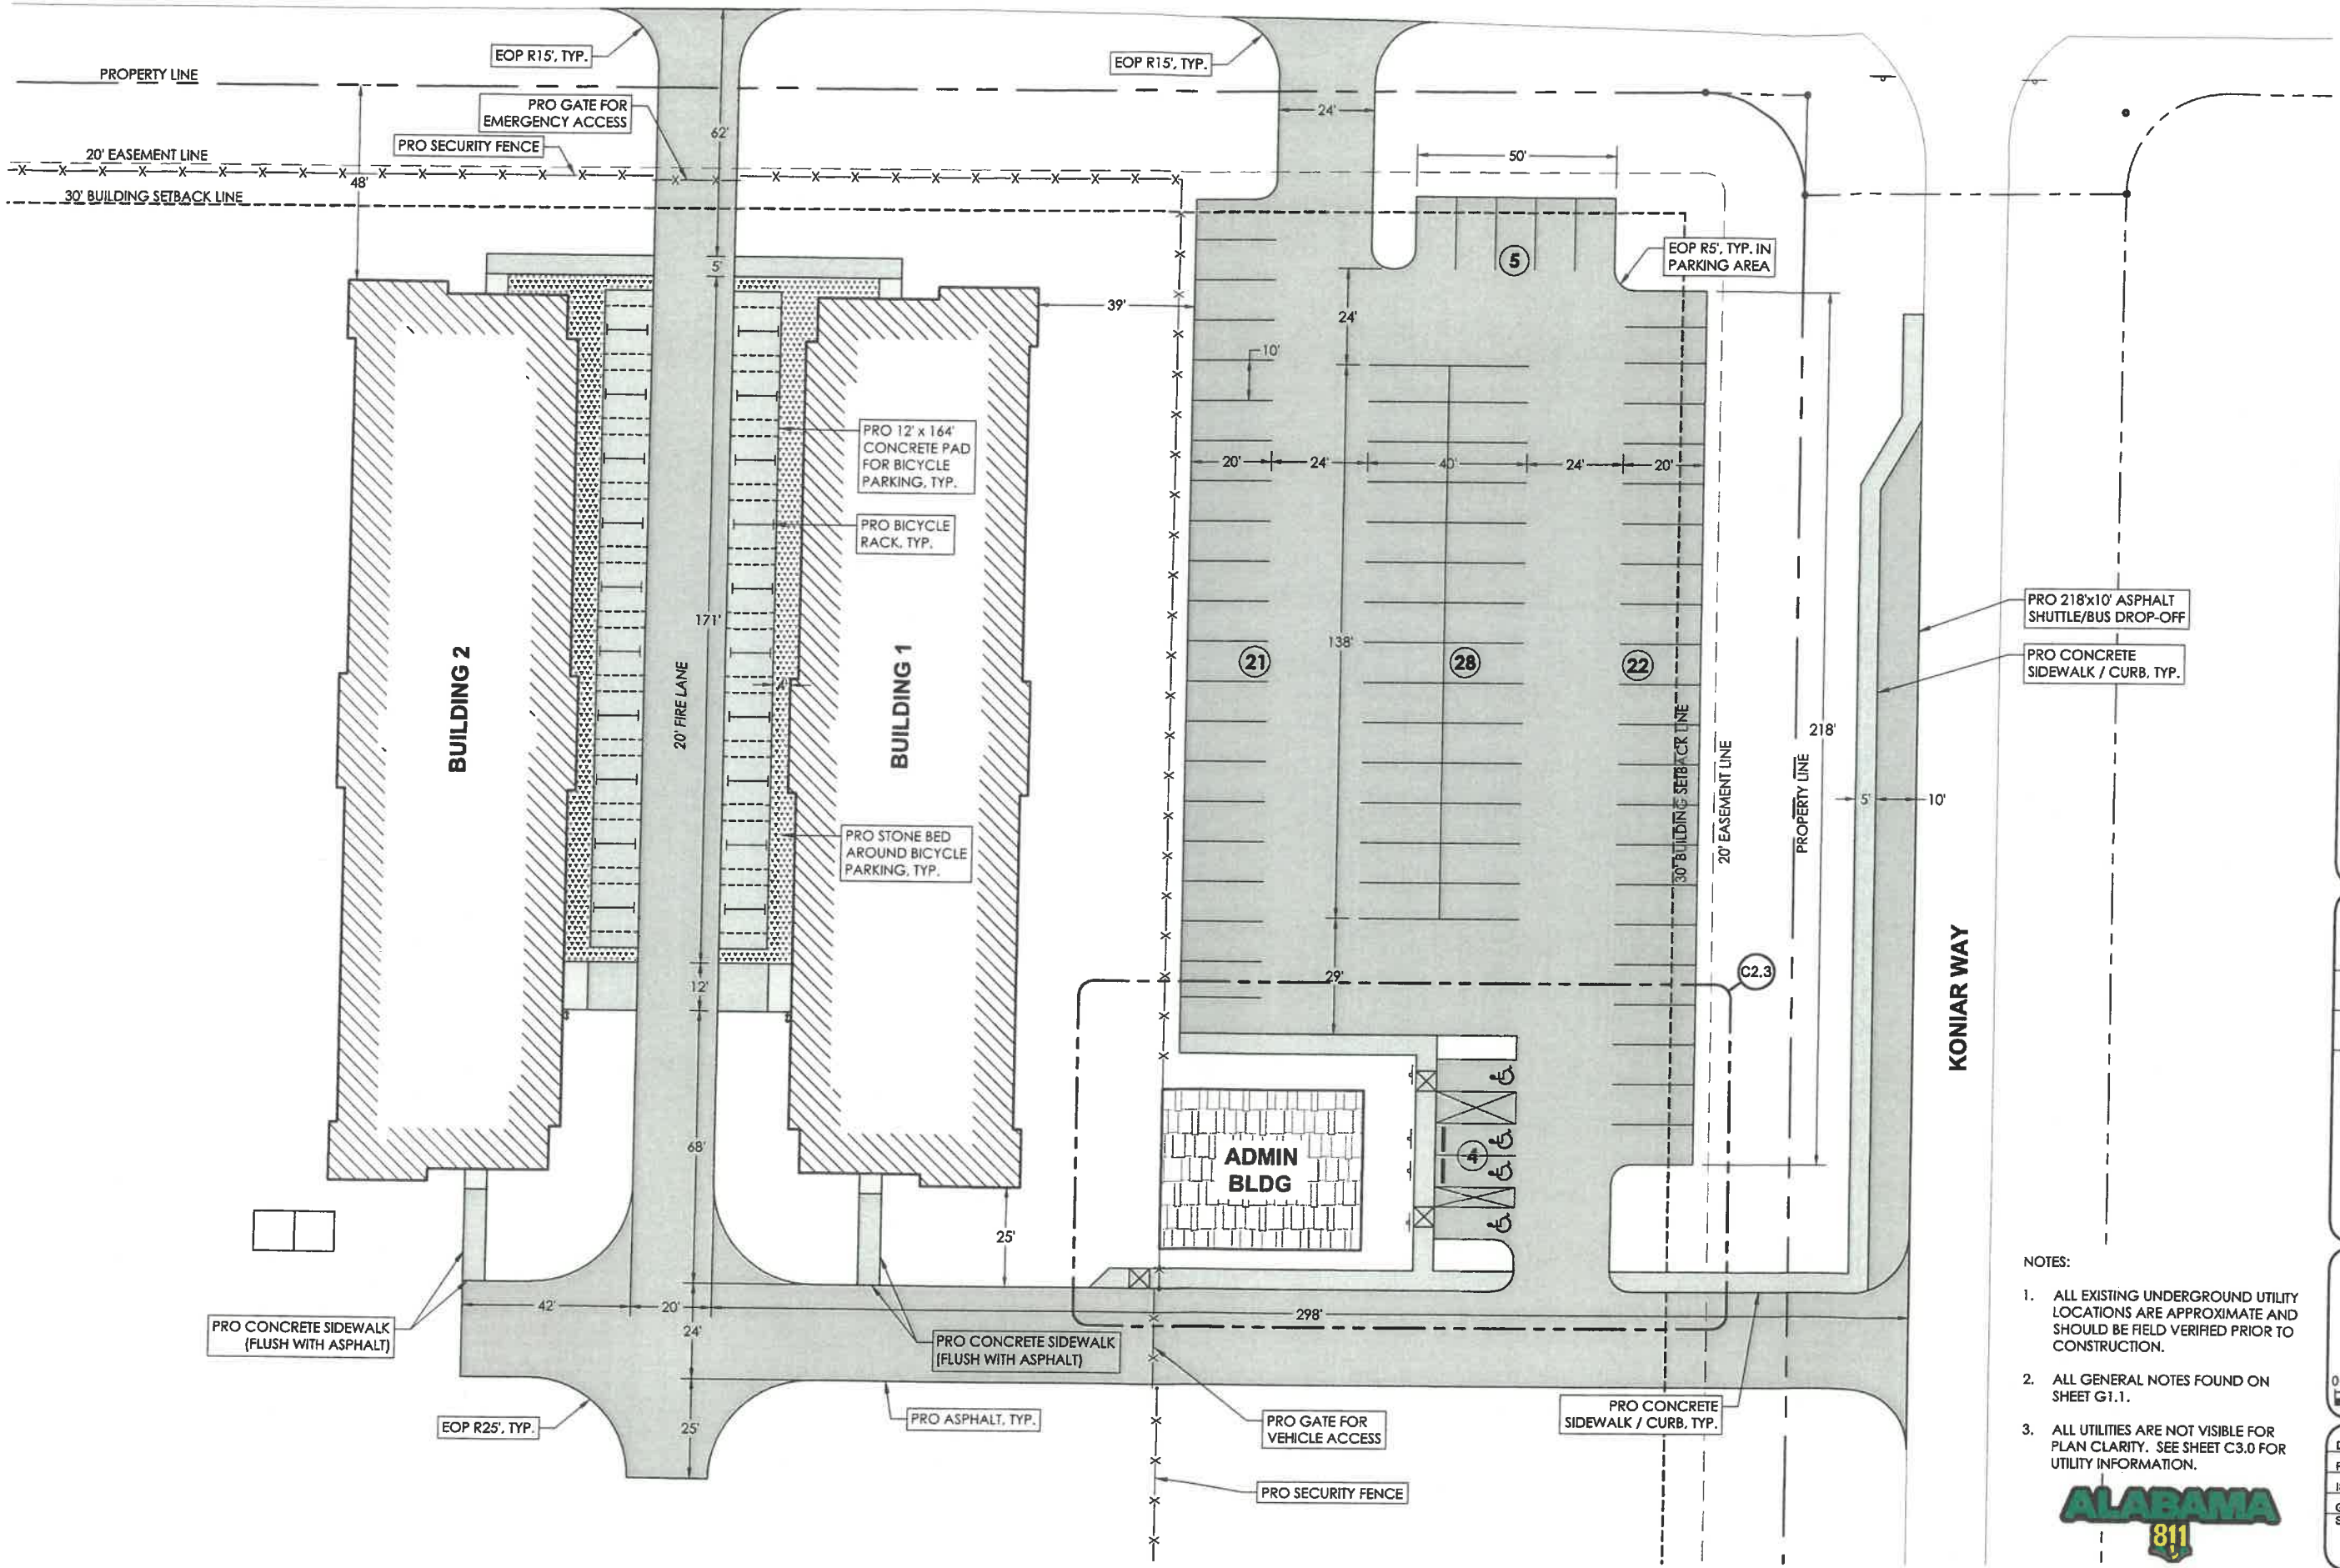 EOP R15', TYP.
EOP R15', TYP.
PROPERTY LINE
PRO GATE FOR
EMERGENCY ACCESS
62'
24'
PRO SECURITY FENCE
20' EASEMENT LINE
48'
50'
30' BUILDING SETBACK LINE
5'
5
EOP R5', TYP. IN
PARKING AREA
39'
24'
10'
PRO 12' x 164'
CONCRETE PAD
FOR BICYCLE
PARKING, TYP.
20'
24'
40'
24'
20'
PRO BICYCLE
RACK, TYP.
171'
138'
21
28
22
PRO 218'x10' ASPHALT
SHUTTLE/BUS DROP-OFF
PRO CONCRETE
SIDEWALK / CURB, TYP.
BUILDING 2
20' FIRE LANE
BUILDING 1
30' BUILDING SETBACK LINE
20' EASEMENT LINE
PROPERTY LINE
218'
5'
10'
PRO STONE BED
AROUND BICYCLE
PARKING, TYP.
KONIAR WAY
12'
29'
C2.3
68'
ADMIN
BLDG
4
25'
42'
20'
298'
24'
PRO CONCRETE SIDEWALK
(FLUSH WITH ASPHALT)
PRO CONCRETE SIDEWALK
(FLUSH WITH ASPHALT)
EOP R25', TYP.
25'
PRO ASPHALT, TYP.
PRO GATE FOR
VEHICLE ACCESS
PRO CONCRETE
SIDEWALK / CURB, TYP.
PRO SECURITY FENCE
NOTES:
1. ALL EXISTING UNDERGROUND UTILITY
LOCATIONS ARE APPROXIMATE AND
SHOULD BE FIELD VERIFIED PRIOR TO
CONSTRUCTION.
2. ALL GENERAL NOTES FOUND ON
SHEET G1.1.
3. ALL UTILITIES ARE NOT VISIBLE FOR
PLAN CLARITY. SEE SHEET C3.0 FOR
UTILITY INFORMATION.
ALABAMA
811